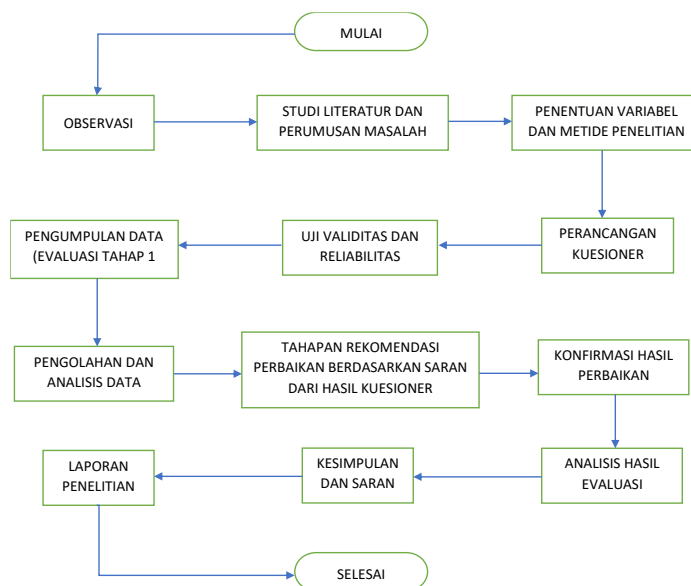 MULAI
OBSERVASI
STUDI LITERATUR DAN
PERUMUSAN MASALAH
PENENTUAN VARIABEL
DAN METIDE PENELITIAN
PERANCANGAN
KUESIONER
UJI VALIDITAS DAN
RELIABILITAS
PENGUMPULAN DATA
(EVALUASI TAHAP 1
PENGOLAHAN DAN
ANALISIS DATA
TAHAPAN REKOMENDASI
PERBAIKAN BERDASARKAN SARAN
DARI HASIL KUESIONER
KONFIRMASI HASIL
PERBAIKAN
ANALISIS HASIL
EVALUASI
KESIMPULAN
DAN SARAN
LAPORAN
PENELITIAN
SELESAI